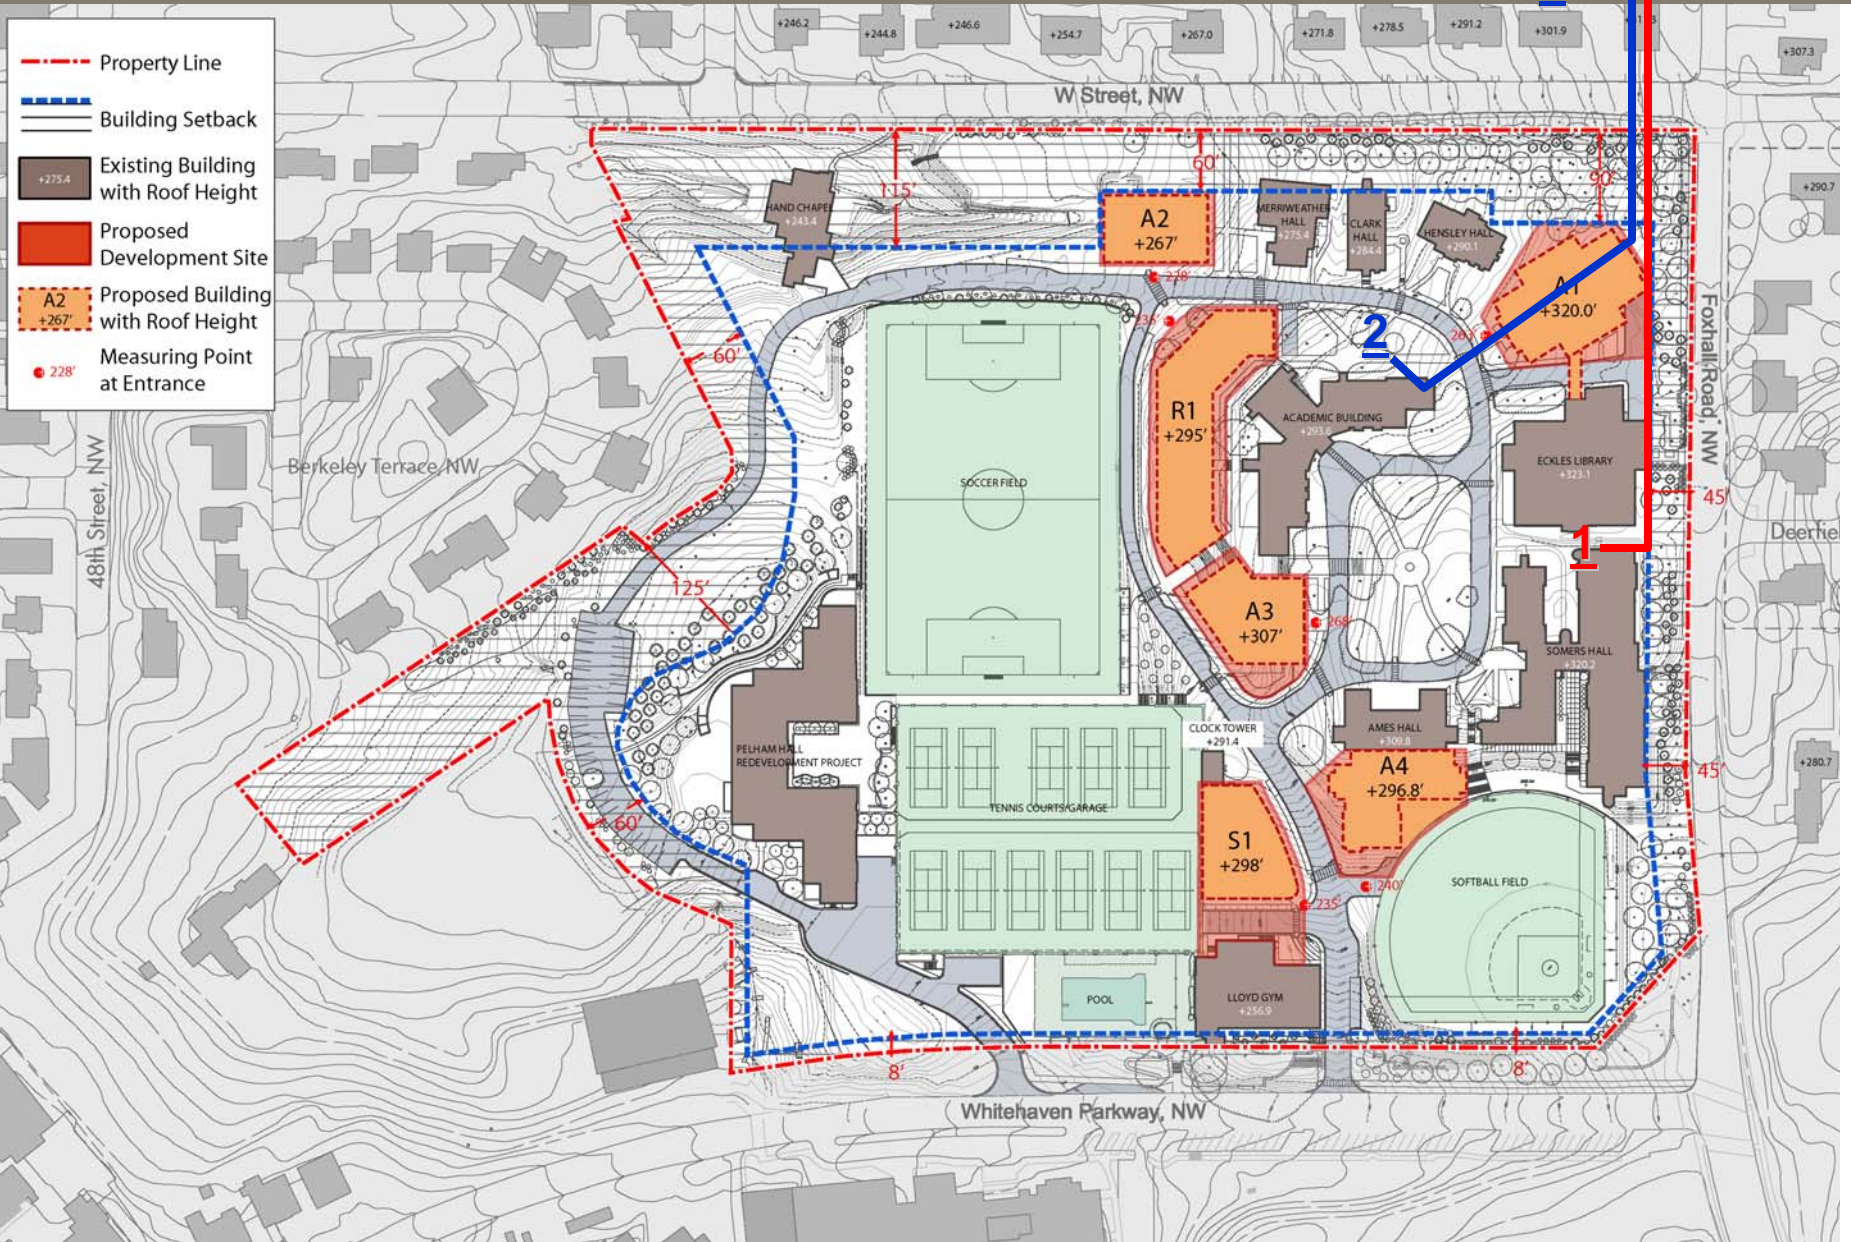 Property Line
Building Setback
+275.4
Existing Building
with Roof Height
Proposed
Development Site
A2
+267'
Proposed Building
with Roof Height
228'
Measuring Point
at Entrance
+246.2
+244.8
+246.6
+254.7
+267.0
+271.8
+278.5
+291.2
+301.9
+307.3
W Street, NW
115'
60'
90'
+290.7
HAND CHAPEL
+243.4
A2
+267'
228'
MERRIWEATHER
HALL
+275.4
CLARK
HALL
+284.4
HENSLEY HALL
+290.1
A1
+320.0'
235'
2
60'
Foxhall Road, NW
R1
+295'
ACADEMIC BUILDING
+293.6
ECKLES LIBRARY
+323.1
45'
48th Street, NW
Berkeley Terrace, NW
SOCCER FIELD
1
125'
A3
+307'
268'
SOMERS HALL
+320.2
CLOCK TOWER
+291.4
AMES HALL
+309.8
PELHAM HALL
REDEVELOPMENT PROJECT
A4
+296.8'
45'
+280.7
TENNIS COURTS/GARAGE
60'
S1
+298'
SOFTBALL FIELD
240'
235'
POOL
LLOYD GYM
+256.9
8'
8'
Whitehaven Parkway, NW